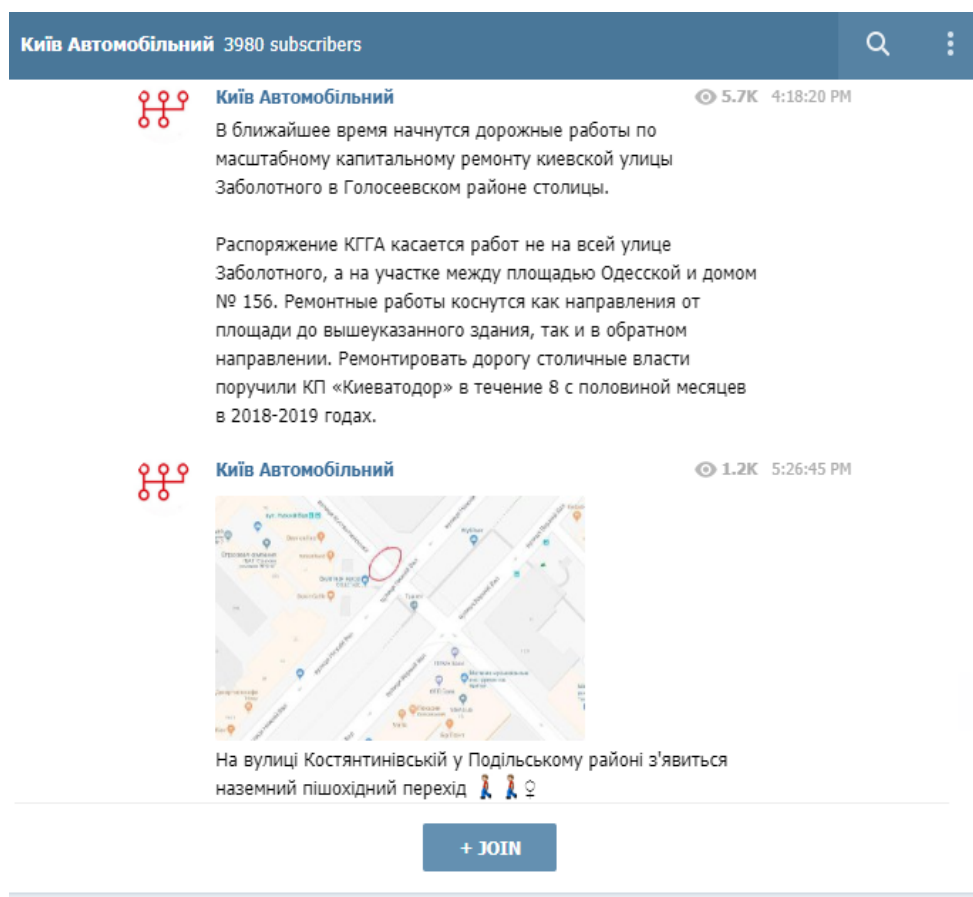 Київ Автомобільний 3980 subscribers
Київ Автомобільний 5.7K 4:18:20 PM
В ближайшее время начнутся дорожные работы по
масштабному капитальному ремонту киевской улицы
Заболотного в Голосеевском районе столицы.
Распоряжение КГГА касается работ не на всей улице
Заболотного, а на участке между площадью Одесской и домом
№ 156. Ремонтные работы коснутся как направления от
площади до вышеуказанного здания, так и в обратном
направлении. Ремонтировать дорогу столичные власти
поручили КП «Киеватодор» в течение 8 с половиной месяцев
в 2018-2019 годах.
Київ Автомобільний 1.2K 5:26:45 PM
На вулиці Костянтинівській у Подільському районі з'явиться
наземний пішохідний перехід
+ JOIN